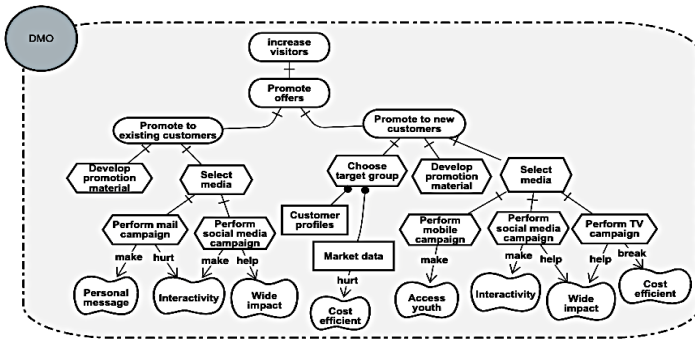 DMO
increase
visitors
Promote
offers
Promote to
existing customers
Promote to new
customers
Develop
promotion
material
Select
media
Choose
target group
Develop
promotion
material
Select
media
Perform mail
campaign
Perform
social media
campaign
Customer
profiles
Market data
Perform
mobile
campaign
Perform
social media
campaign
Perform TV
campaign
make
hurt
make
help
hurt
make
make
help
help
break
Personal
message
Interactivity
Wide
impact
Cost
efficient
Access
youth
Interactivity
Wide
impact
Cost
efficient